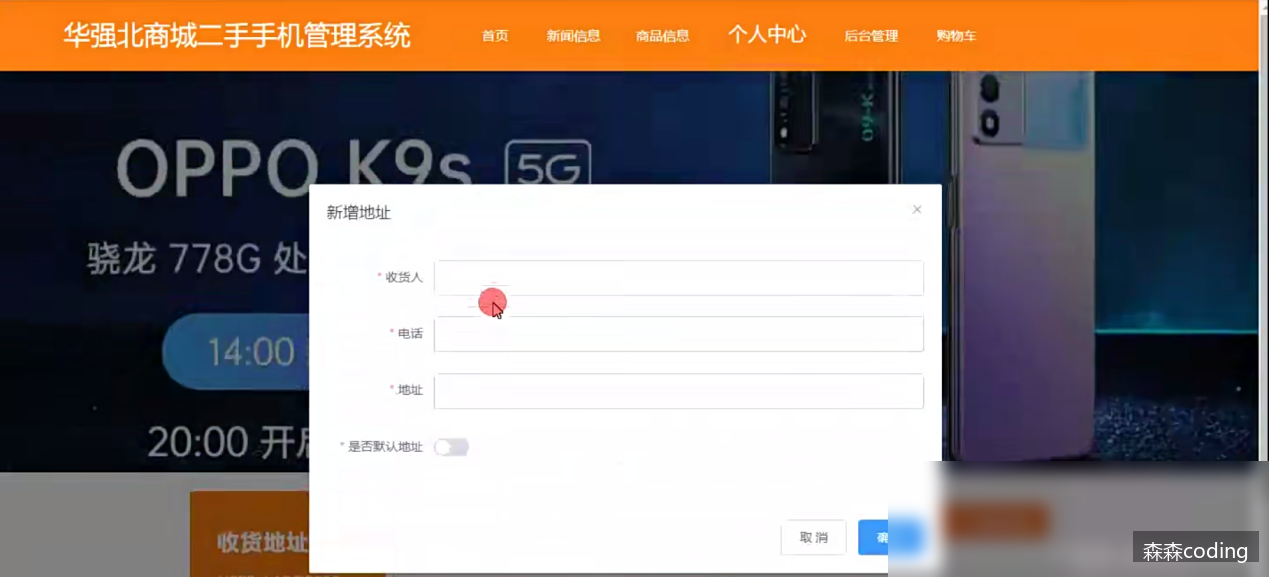 华强北商城二手手机管理系统 首页 新闻信息 商品信息 个人中心 后台管理 购物车
OPPO K9s 5G
新增地址
骁龙 778G 处
* 收货人
* 电话
14:00
* 地址
20:00 开启
* 是否默认地址
取消 确
收货地址
森森coding